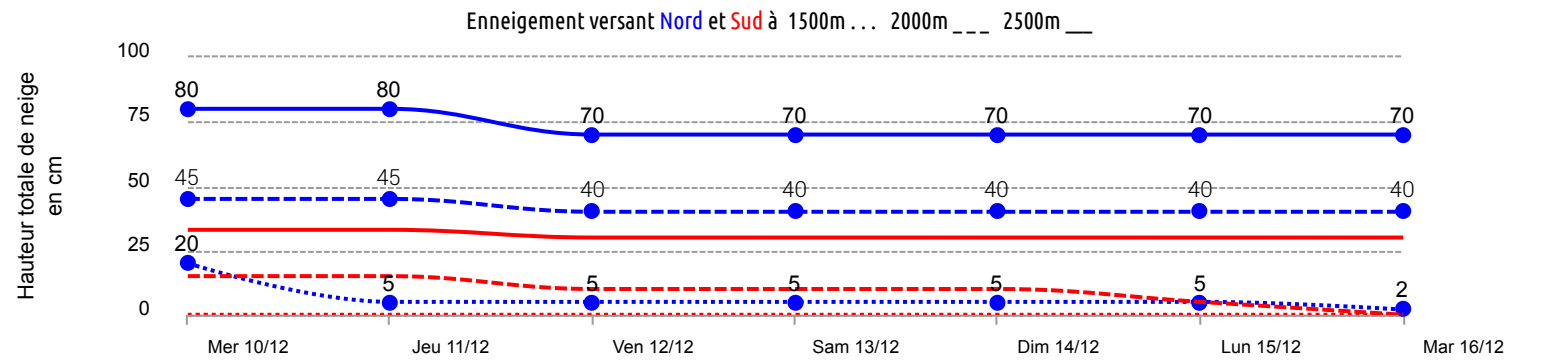 Enneigement versant Nord et Sud à 1500m . . . 2000m _ _ _ 2500m __
Hauteur totale de neige
en cm
100
80 80 70 70 70 70 70
75
50
45 45 40 40 40 40 40
25
20 5 5 5 5 5 2
0
Mer 10/12 Jeu 11/12 Ven 12/12 Sam 13/12 Dim 14/12 Lun 15/12 Mar 16/12